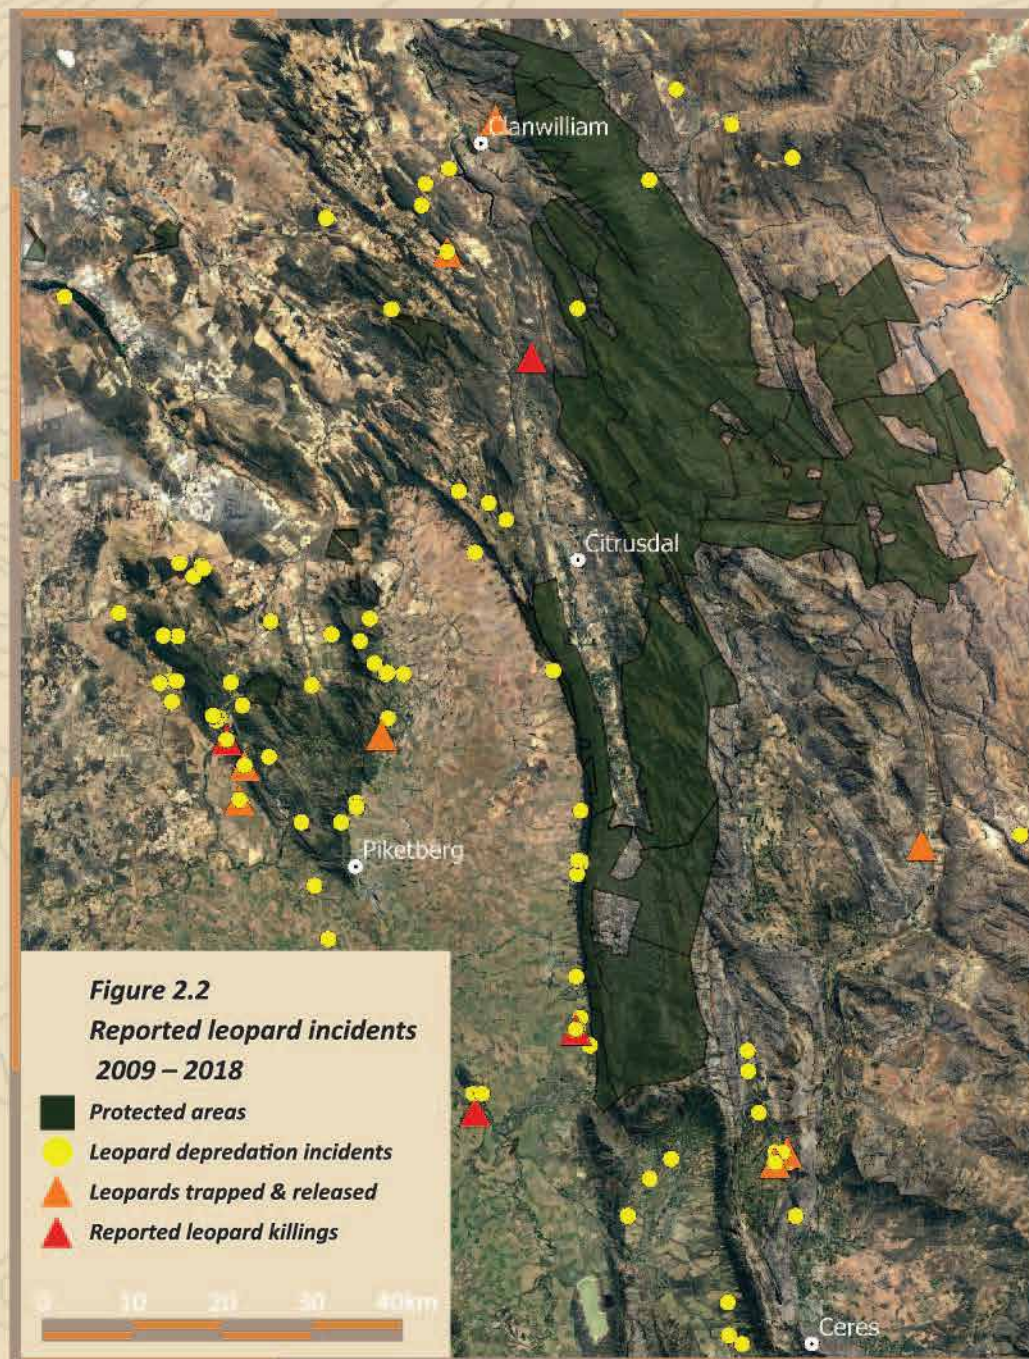 Clanwilliam
Citrusdal
Piketberg
Figure 2.2
Reported leopard incidents
2009 – 2018
Protected areas
Leopard depredation incidents
Leopards trapped & released
Reported leopard killings
0 10 20 30 40km
Ceres